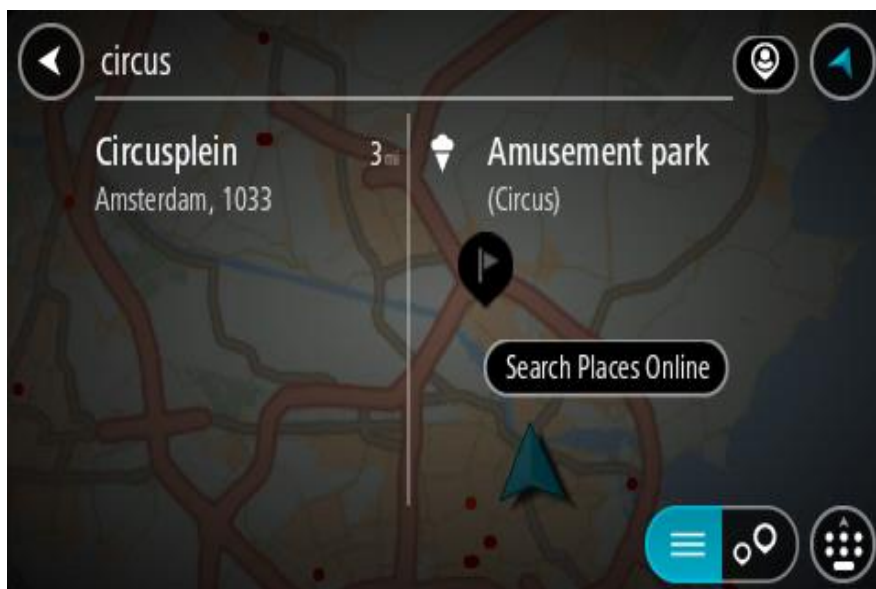 circus
Circusplein 3 mi
Amsterdam, 1033
Amusement park
(Circus)
Search Places Online